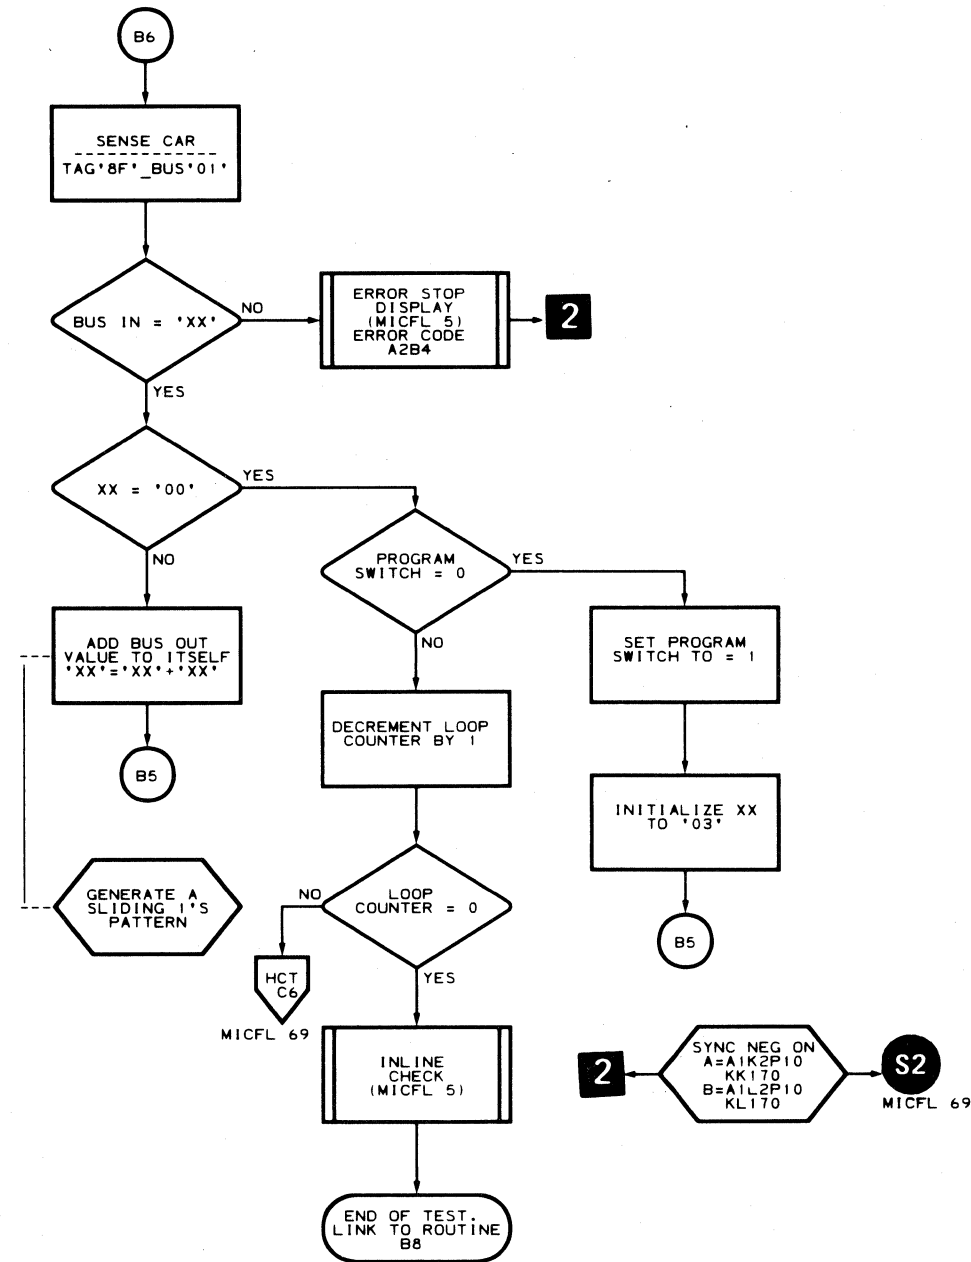 B6
SENSE CAR
TAG'8F'_BUS'01'
BUS IN = 'XX'
NO
ERROR STOP
DISPLAY
(MICFL 5)
ERROR CODE
A2B4
2
YES
XX = '00'
YES
NO
PROGRAM
SWITCH = 0
YES
NO
ADD BUS OUT
VALUE TO ITSELF
'XX'='XX'+'XX'
SET PROGRAM
SWITCH TO = 1
DECREMENT LOOP
COUNTER BY 1
B5
INITIALIZE XX
TO '03'
GENERATE A
SLIDING 1'S
PATTERN
NO
LOOP
COUNTER = 0
B5
HCT
C6
MICFL 69
YES
INLINE
CHECK
(MICFL 5)
2
SYNC NEG ON
A=A1K2P10
KK170
B=A1L2P10
KL170
S2
MICFL 69
END OF TEST.
LINK TO ROUTINE
B8